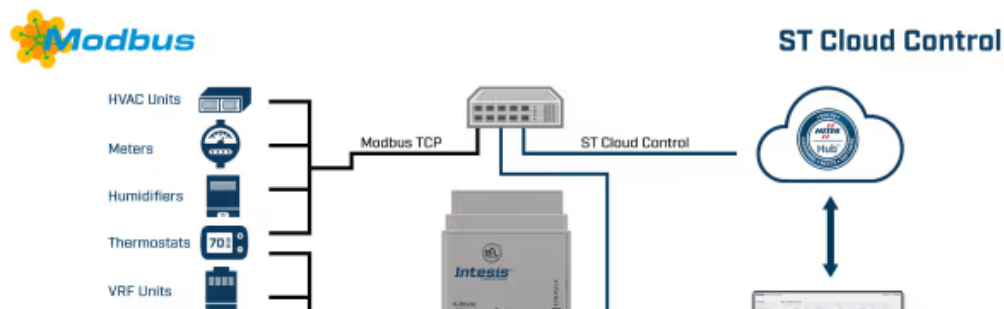 Modbus
ST Cloud Control
HVAC Units
Meters
Humidifiers
Thermostats
70
VRF Units
Modbus TCP
ST Cloud Control
HMS
Hub
Intesis